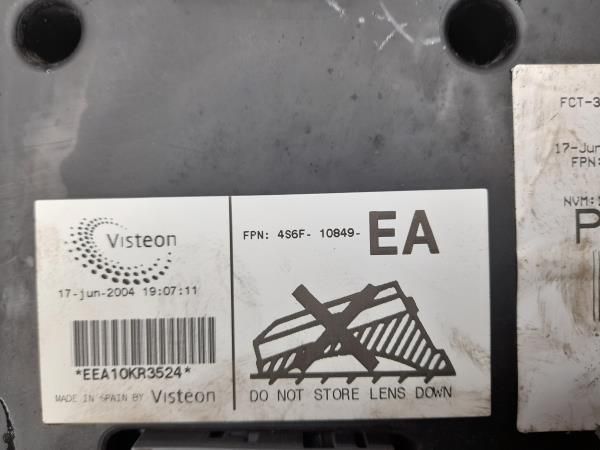 Visteon
17-jun-2004 19:07:11
*EEA10KR3524*
MADE IN SPAIN BY Visteon
FPN: 4S6F- 10849- EA
DO NOT STORE LENS DOWN
FCT-3
17-Jun
FPN:
NVM:1
P